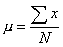 μ = ∑ x / N